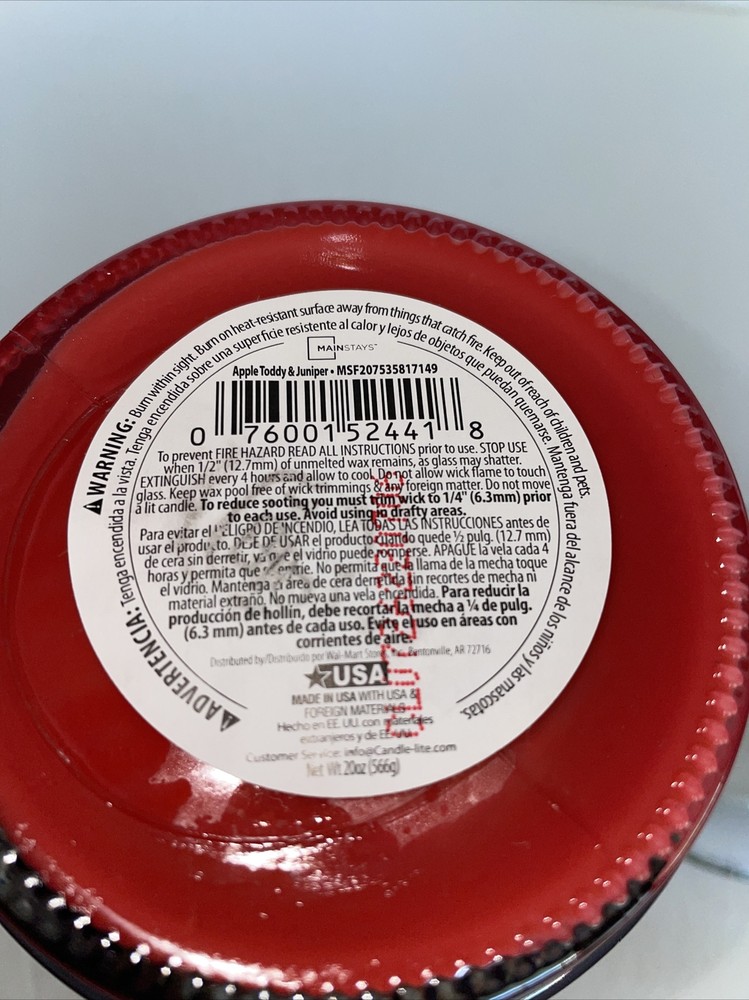 WARNING: Burn within sight. Burn on heat-resistant surface away from things that catch fire. Keep out of reach of children and pets.
ADVERTENCIA: Tenga encendida a la vista. Tenga encendida sobre una superficie resistente al calor y lejos de objetos que puedan quemarse. Mantenga fuera del alcance de los niños y las mascotas.
MAINSTAYS™
Apple Toddy & Juniper • MSF207535817149
0 76001 52441 8
To prevent FIRE HAZARD READ ALL INSTRUCTIONS prior to use. STOP USE
when 1/2" (12.7mm) of unmelted wax remains, as glass may shatter.
EXTINGUISH every 4 hours and allow to cool. Do not allow wick flame to touch
glass. Keep wax pool free of wick trimmings & any foreign matter. Do not move
a lit candle. To reduce sooting you must trim wick to 1/4" (6.3mm) prior
to each use. Avoid using in drafty areas.
Para evitar el PELIGRO DE INCENDIO, LEA TODAS LAS INSTRUCCIONES antes de
usar el producto. DEJE DE USAR el producto cuando quede ½ pulg. (12.7 mm)
de cera sin derretir, ya que el vidrio puede romperse. APAGUE la vela cada 4
horas y permita que se enfríe. No permita que la llama de la mecha toque
el vidrio. Mantenga el área de cera derretida sin recortes de mecha ni
material extraño. No mueva una vela encendida. Para reducir la
producción de hollín, debe recortar la mecha a ¼ de pulg.
(6.3 mm) antes de cada uso. Evite el uso en áreas con
corrientes de aire.
Distributed by/Distribuido por Wal-Mart Stores, Inc., Bentonville, AR 72716
USA
MADE IN USA WITH USA &
FOREIGN MATERIALS
Hecho en EE. UU. con materiales
extranjeros y de EE. UU.
Customer Service: info@Candle-lite.com
Net Wt 20oz (566g)